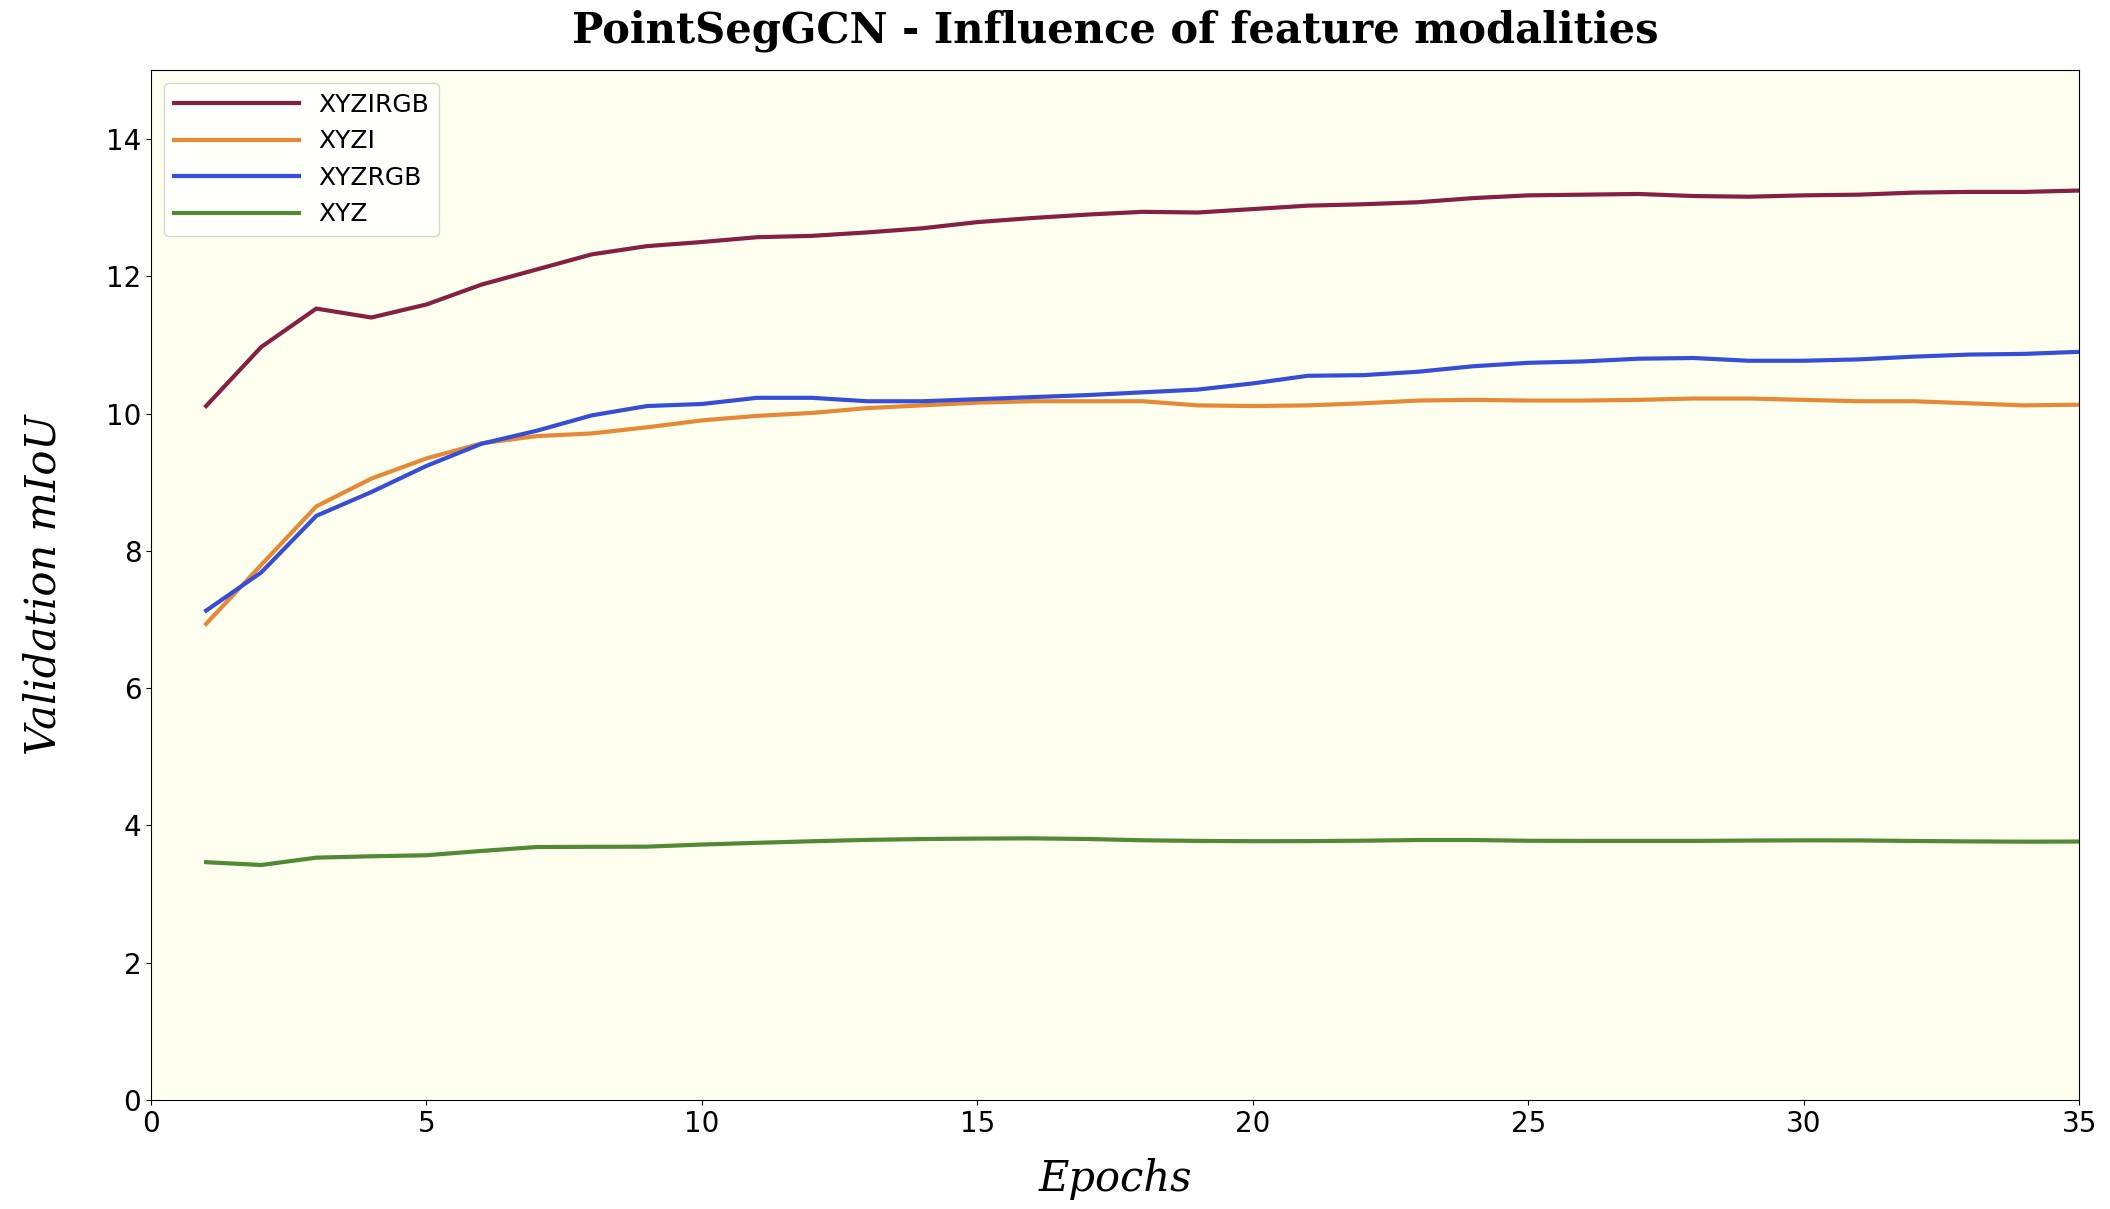 PointSegGCN - Influence of feature modalities
XYZIRGB
XYZI
XYZRGB
XYZ
14
12
10
8
6
4
2
0
Validation mIoU
0 5 10 15 20 25 30 35
Epochs